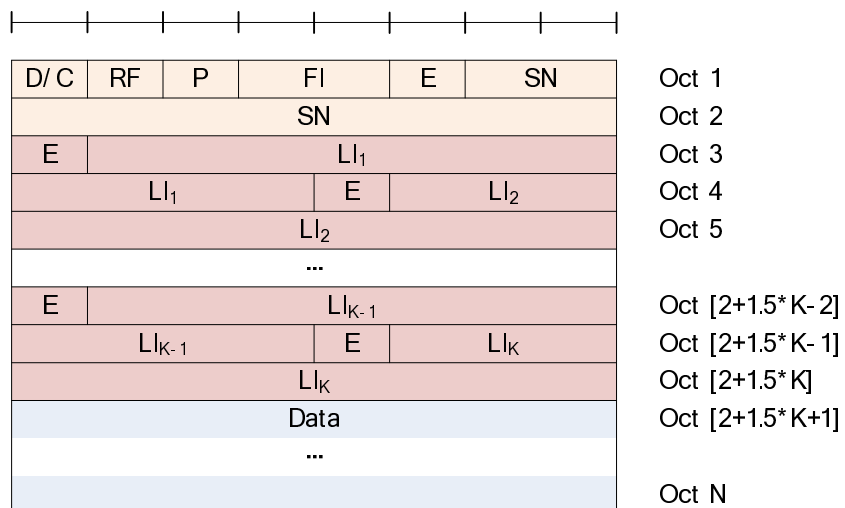 D/ C RF P FI E SN Oct 1
SN Oct 2
E LI1 Oct 3
LI1 E LI2 Oct 4
LI2 Oct 5
...
E LIK- 1 Oct [2+1.5* K- 2]
LIK- 1 E LIK Oct [2+1.5* K- 1]
LIK Oct [2+1.5* K]
Data Oct [2+1.5* K+1]
...
Oct N